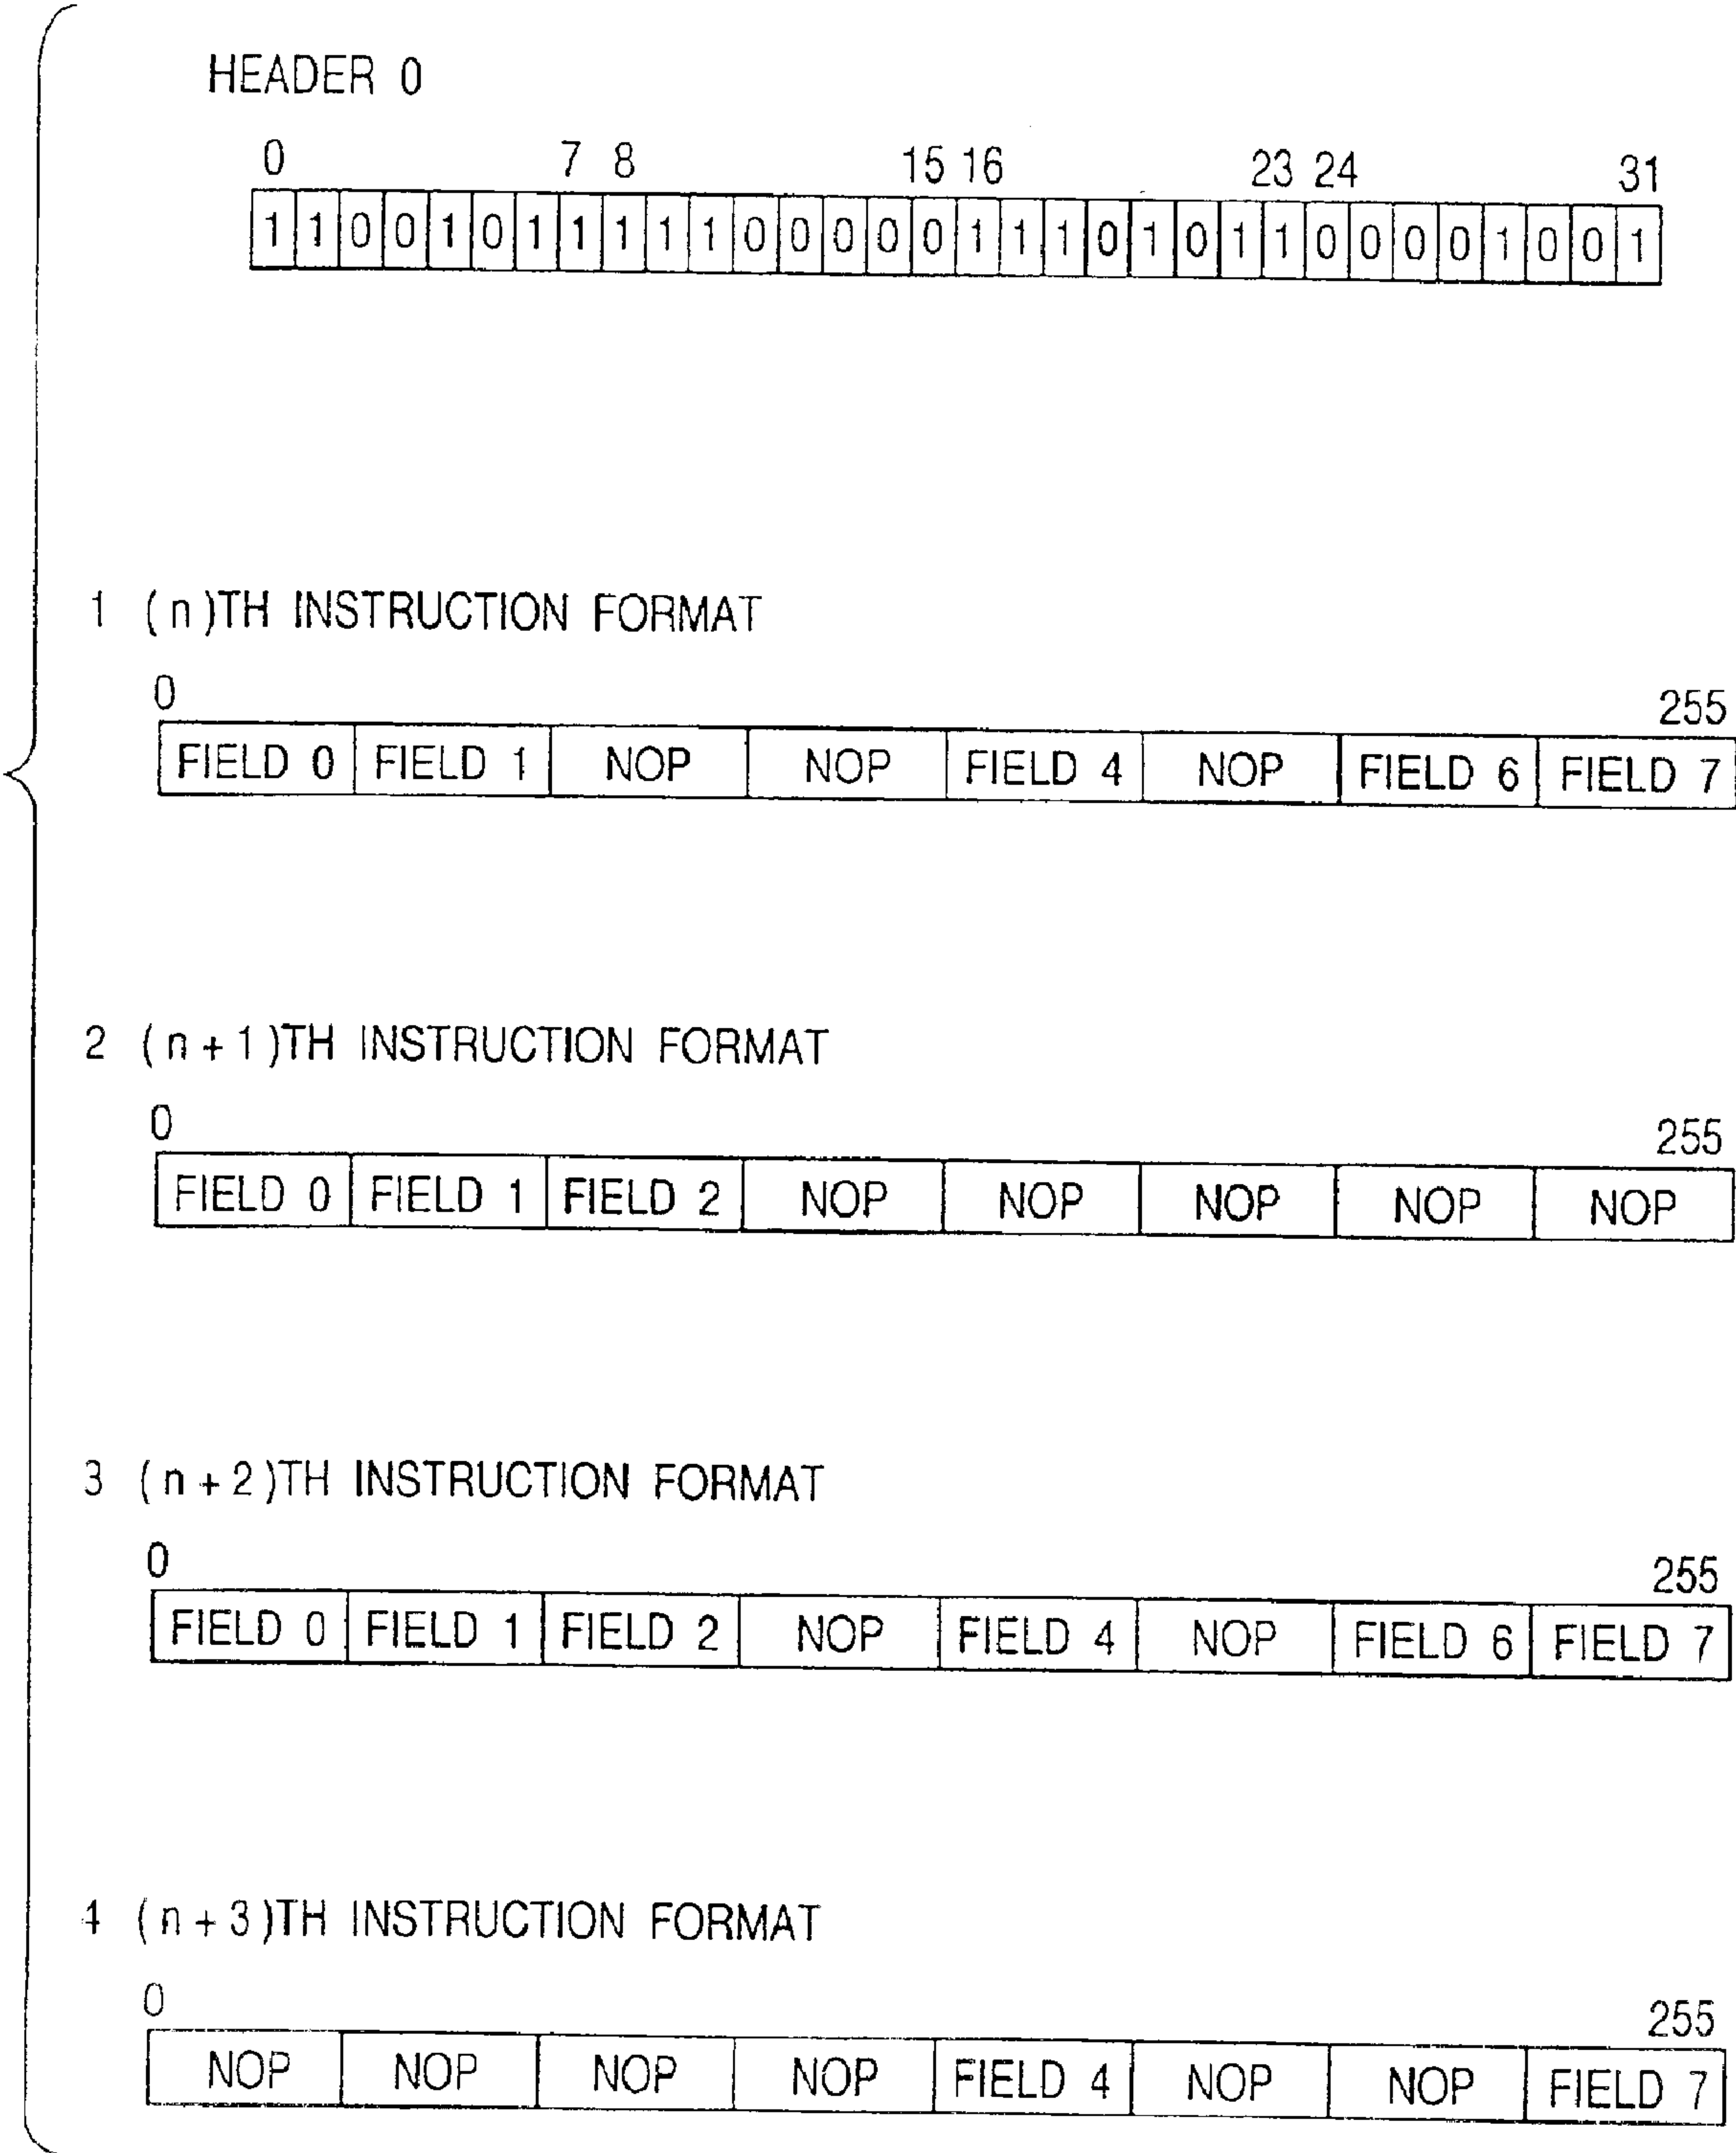 HEADER 0
0 7 8 15 16 23 24 31
1 1 0 0 1 0 1 1 1 1 1 0 0 0 0 0 1 1 1 0 1 0 1 1 0 0 0 0 1 0 0 1
1 (n)TH INSTRUCTION FORMAT
0 255
FIELD 0 FIELD 1 NOP NOP FIELD 4 NOP FIELD 6 FIELD 7
2 (n+1)TH INSTRUCTION FORMAT
0 255
FIELD 0 FIELD 1 FIELD 2 NOP NOP NOP NOP NOP
3 (n+2)TH INSTRUCTION FORMAT
0 255
FIELD 0 FIELD 1 FIELD 2 NOP FIELD 4 NOP FIELD 6 FIELD 7
4 (n+3)TH INSTRUCTION FORMAT
0 255
NOP NOP NOP NOP FIELD 4 NOP NOP FIELD 7